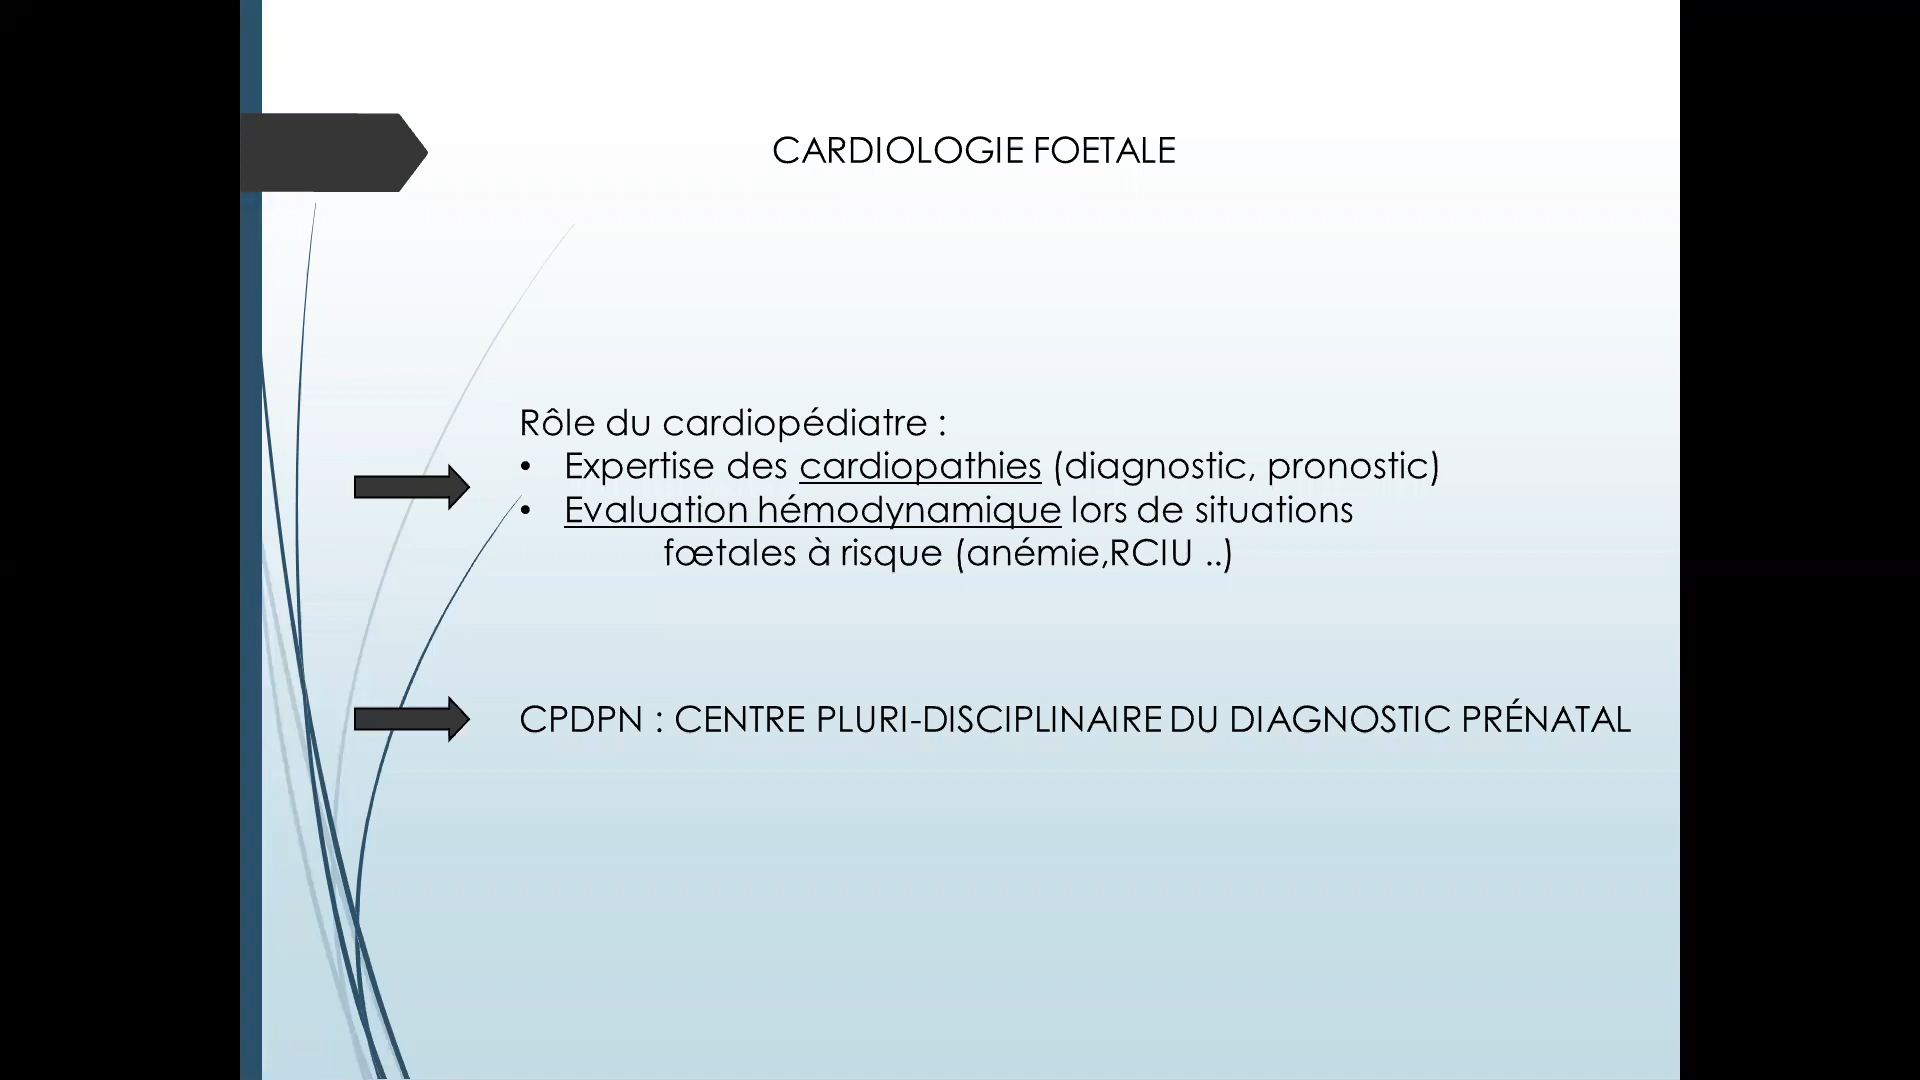 CARDIOLOGIE FOETALE
Rôle du cardiopédiatre :
• Expertise des cardiopathies (diagnostic, pronostic)
• Evaluation hémodynamique lors de situations
fœtales à risque (anémie,RCIU ..)
CPDPN : CENTRE PLURI-DISCIPLINAIRE DU DIAGNOSTIC PRÉNATAL